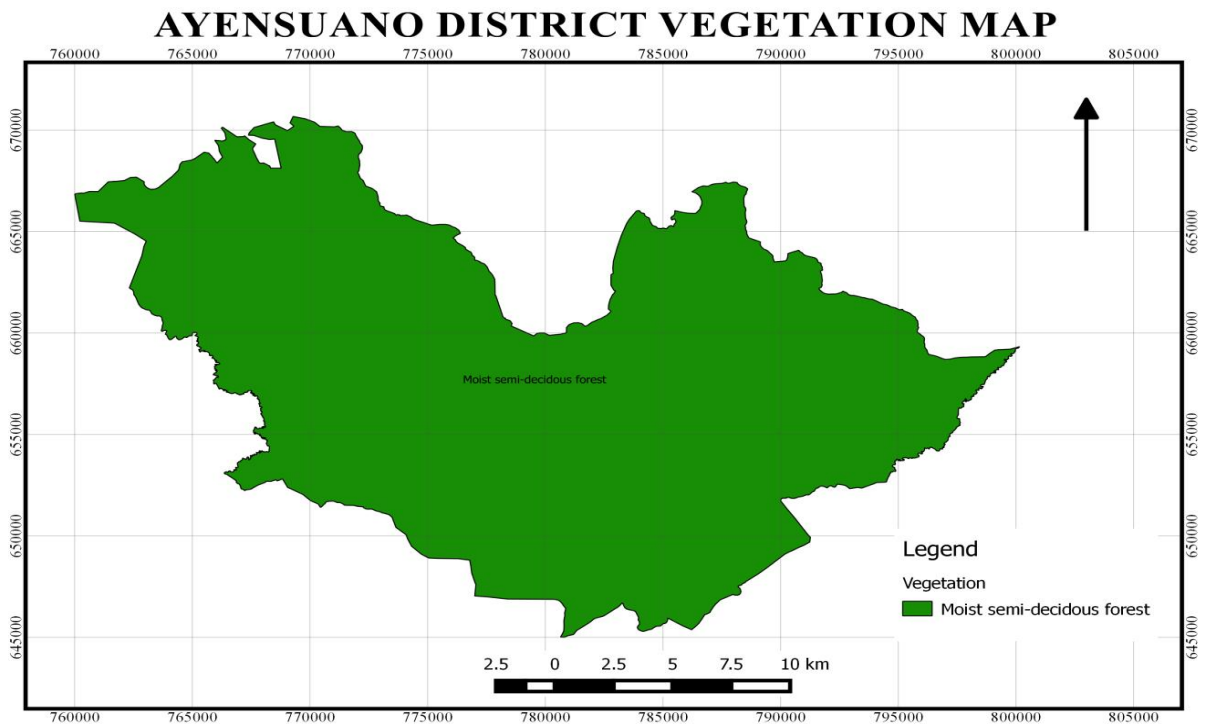 AYENSUANO DISTRICT VEGETATION MAP
760000 765000 770000 775000 780000 785000 790000 795000 800000 805000
670000 670000
665000 665000
660000 660000
Moist semi-decidous forest
655000 655000
650000 650000
Legend
Vegetation
Moist semi-decidous forest
645000 645000
2.5 0 2.5 5 7.5 10 km
760000 765000 770000 775000 780000 785000 790000 795000 800000 805000